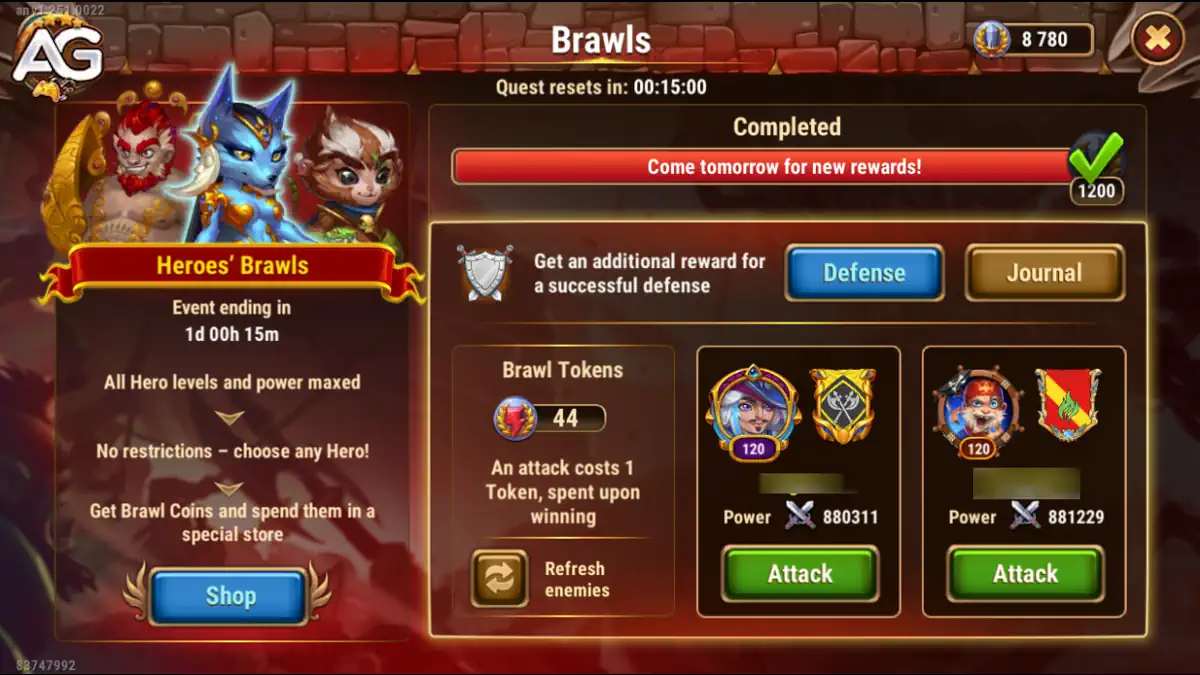 any1.251.0022
AG
Brawls
8 780
Quest resets in: 00:15:00
Completed
Come tomorrow for new rewards!
1200
Heroes‘ Brawls
Event ending in
1d 00h 15m
All Hero levels and power maxed
No restrictions – choose any Hero!
Get Brawl Coins and spend them in a
special store
Shop
Get an additional reward for
a successful defense
Defense
Journal
Brawl Tokens
44
An attack costs 1
Token, spent upon
winning
Refresh
enemies
120
Power 880311
Attack
120
Power 881229
Attack
83747992